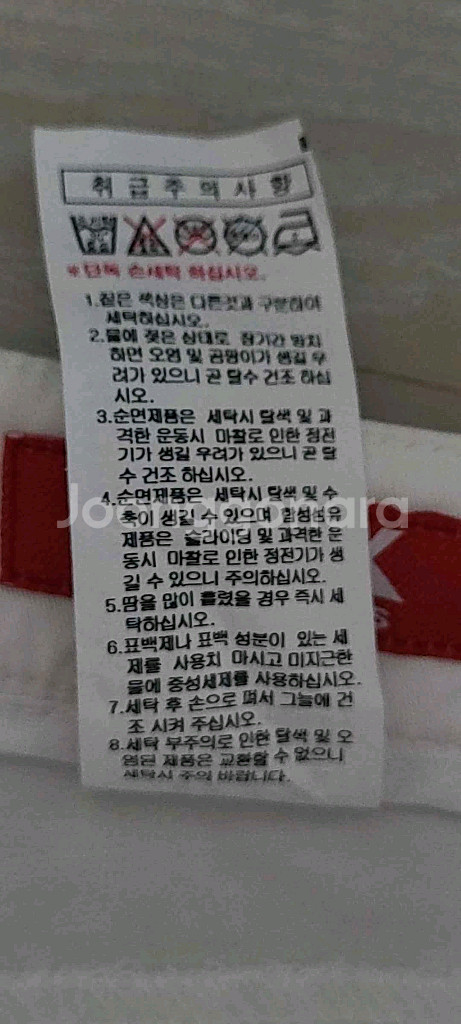 취급주의사항
※단독 손세탁 하십시오.
1.짙은 색상은 다른것과 구분하여
세탁하십시오.
2.물에 젖은 상태로 장기간 방치
하면 오염 및 곰팡이가 생길 우
려가 있으니 곧 탈수 건조 하십
시오.
3.순면제품은 세탁시 탈색 및 과
격한 운동시 마찰로 인한 정전
기가 생길 우려가 있으니 곧 탈
수 건조 하십시오.
4.순면제품은 세탁시 탈색 및 수
축이 생길 수 있으며 합성섬유
제품은 슬라이딩 및 과격한 운
동시 마찰로 인한 정전기가 생
길 수 있으니 주의하십시오.
5.땀을 많이 흘렸을 경우 즉시 세
탁하십시오.
6.표백제나 표백 성분이 있는 세
제를 사용치 마시고 미지근한
물에 중성세제를 사용하십시오.
7.세탁 후 손으로 펴서 그늘에 건
조 시켜 주십시오.
8.세탁 부주의로 인한 탈색 및 오
염된 제품은 교환할 수 없으니
세탁시 주의 바랍니다.